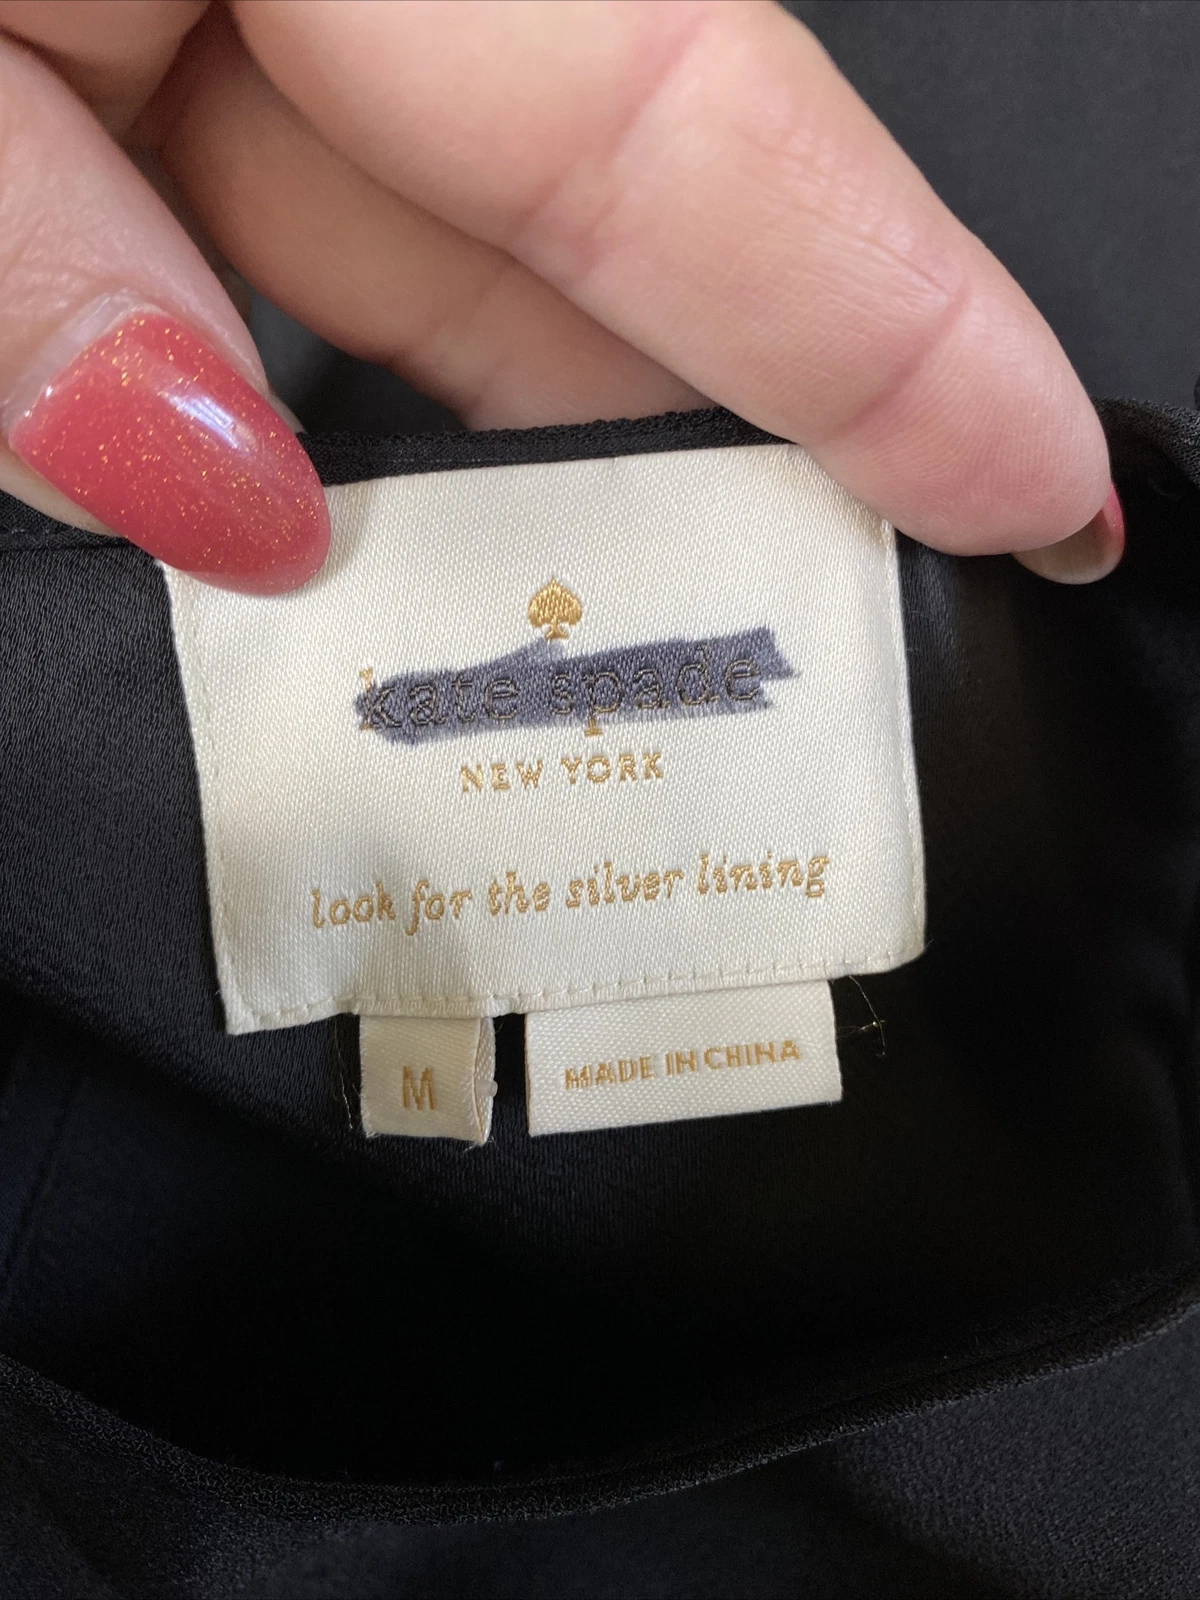 kate spade
NEW YORK
look for the silver lining
M
MADE IN CHINA